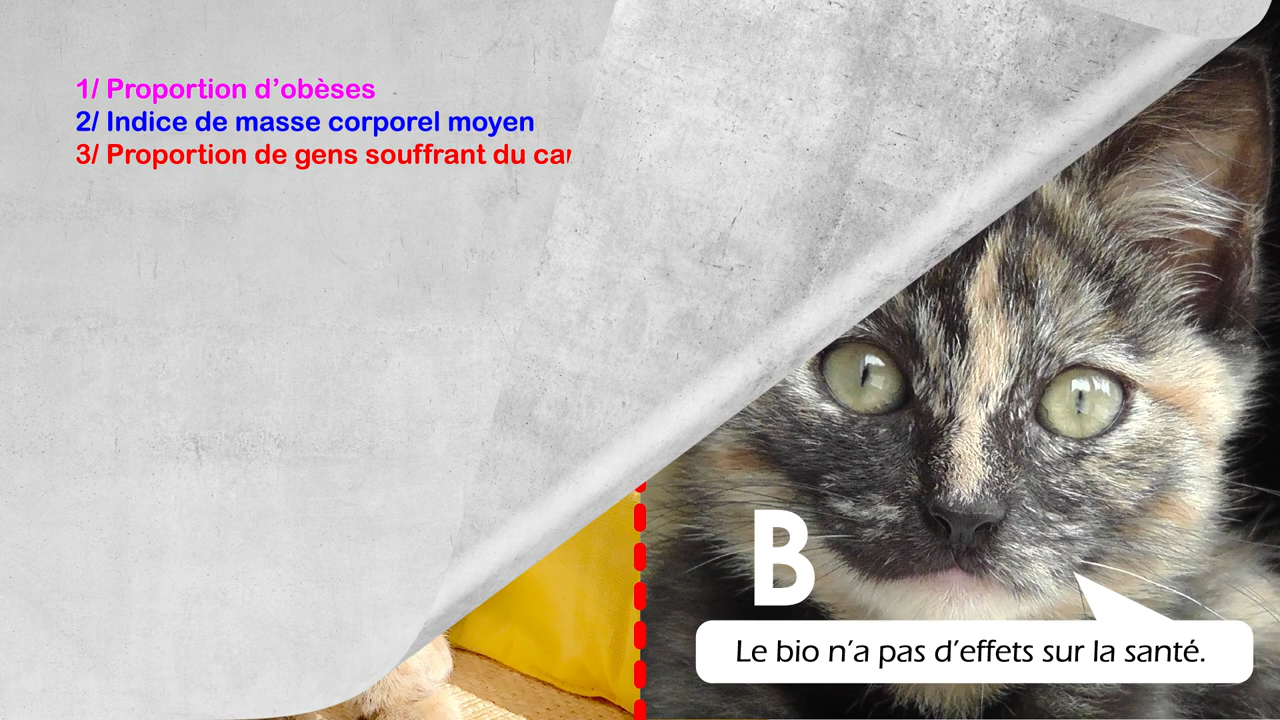 1/ Proportion d’obèses
2/ Indice de masse corporel moyen
3/ Proportion de gens souffrant du
B
Le bio n’a pas d’effets sur la santé.